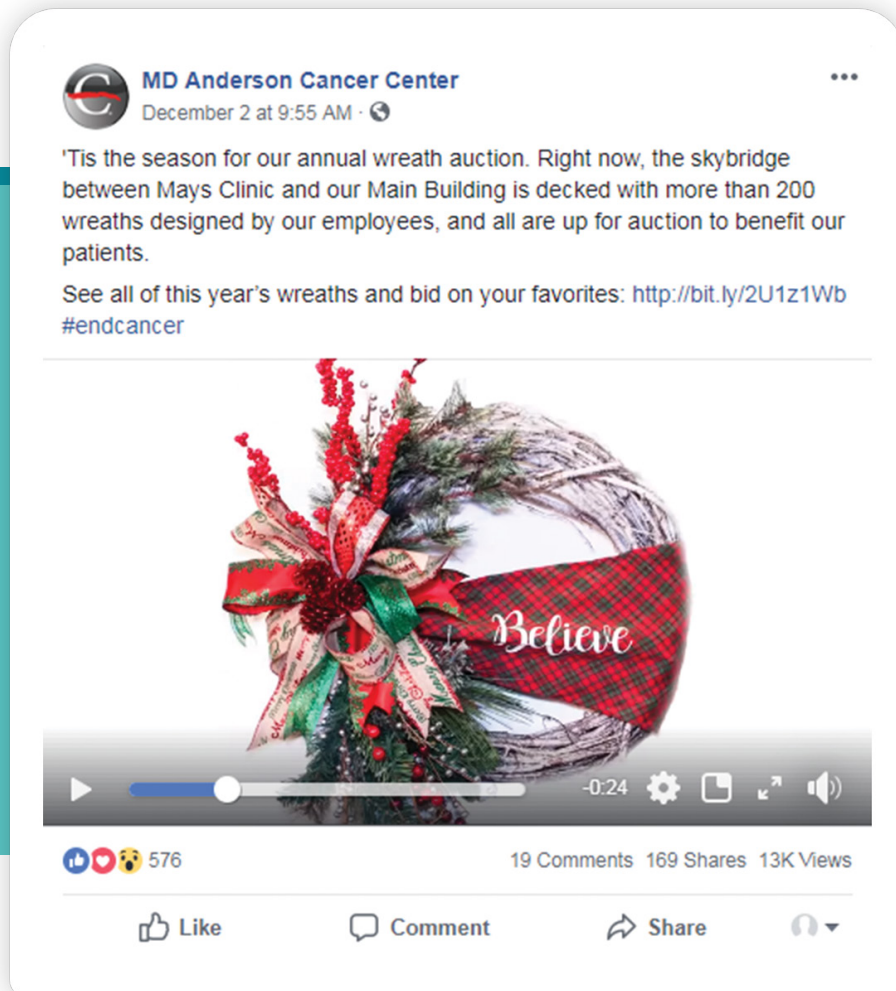 MD Anderson Cancer Center
December 2 at 9:55 AM ·
'Tis the season for our annual wreath auction. Right now, the skybridge
between Mays Clinic and our Main Building is decked with more than 200
wreaths designed by our employees, and all are up for auction to benefit our
patients.
See all of this year's wreaths and bid on your favorites: http://bit.ly/2U1z1Wb
#endcancer
Believe
-0:24
576 19 Comments 169 Shares 13K Views
Like Comment Share